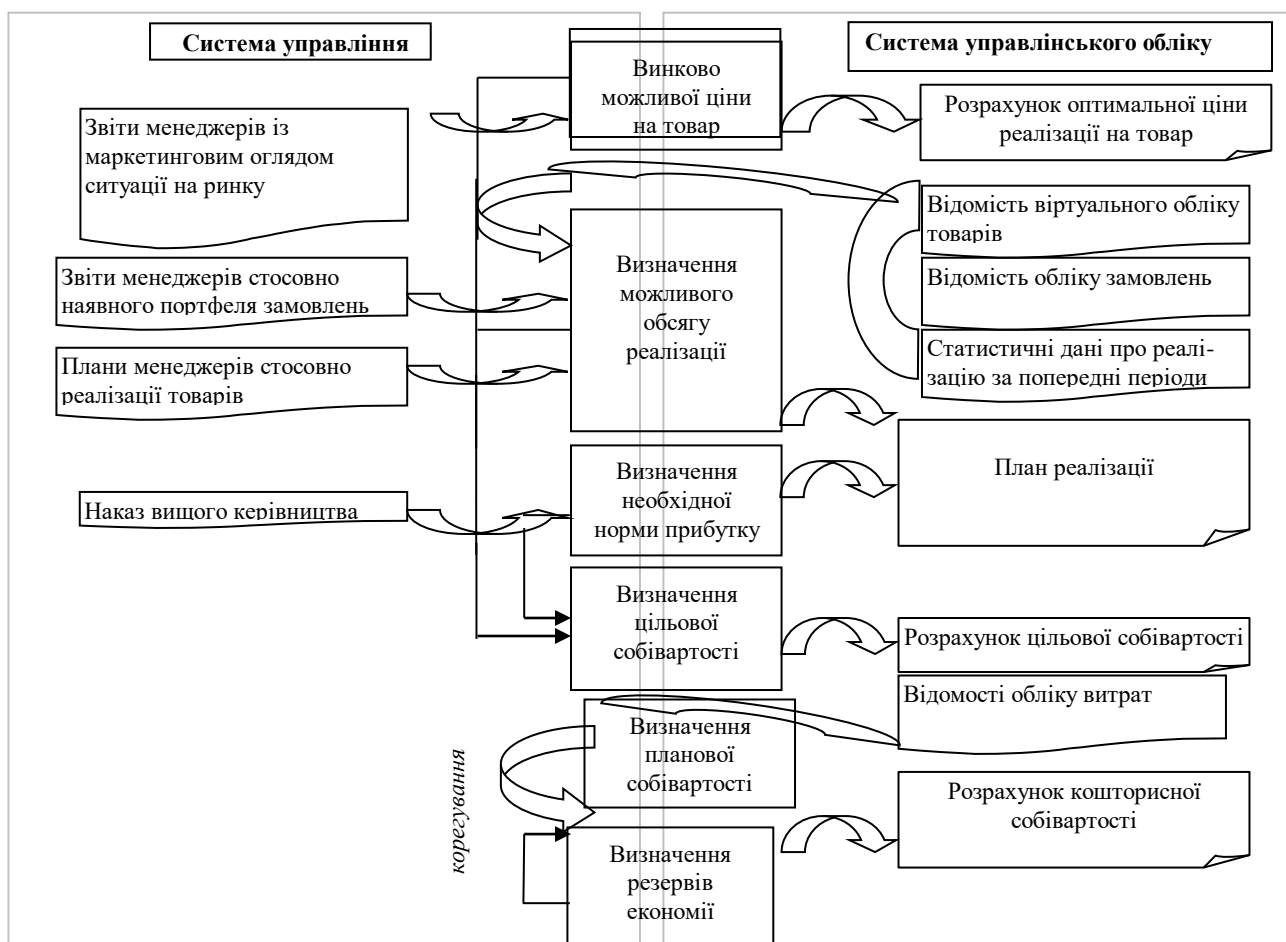 Система управління
Система управлінського обліку
Винково
можливої ціни
на товар
Звіти менеджерів із
маркетинговим оглядом
ситуації на ринку
Розрахунок оптимальної ціни
реалізації на товар
Відомість віртуального обліку
товарів
Звіти менеджерів стосовно
наявного портфеля замовлень
Визначення
можливого
обсягу
реалізації
Відомість обліку замовлень
Статистичні дані про реалі-
зацію за попередні періоди
Плани менеджерів стосовно
реалізації товарів
План реалізації
Наказ вищого керівництва
Визначення
необхідної
норми прибутку
Визначення
цільової
собівартості
Розрахунок цільової собівартості
Відомості обліку витрат
Визначення
планової
собівартості
корегування
Розрахунок кошторисної
собівартості
Визначення
резервів
економії